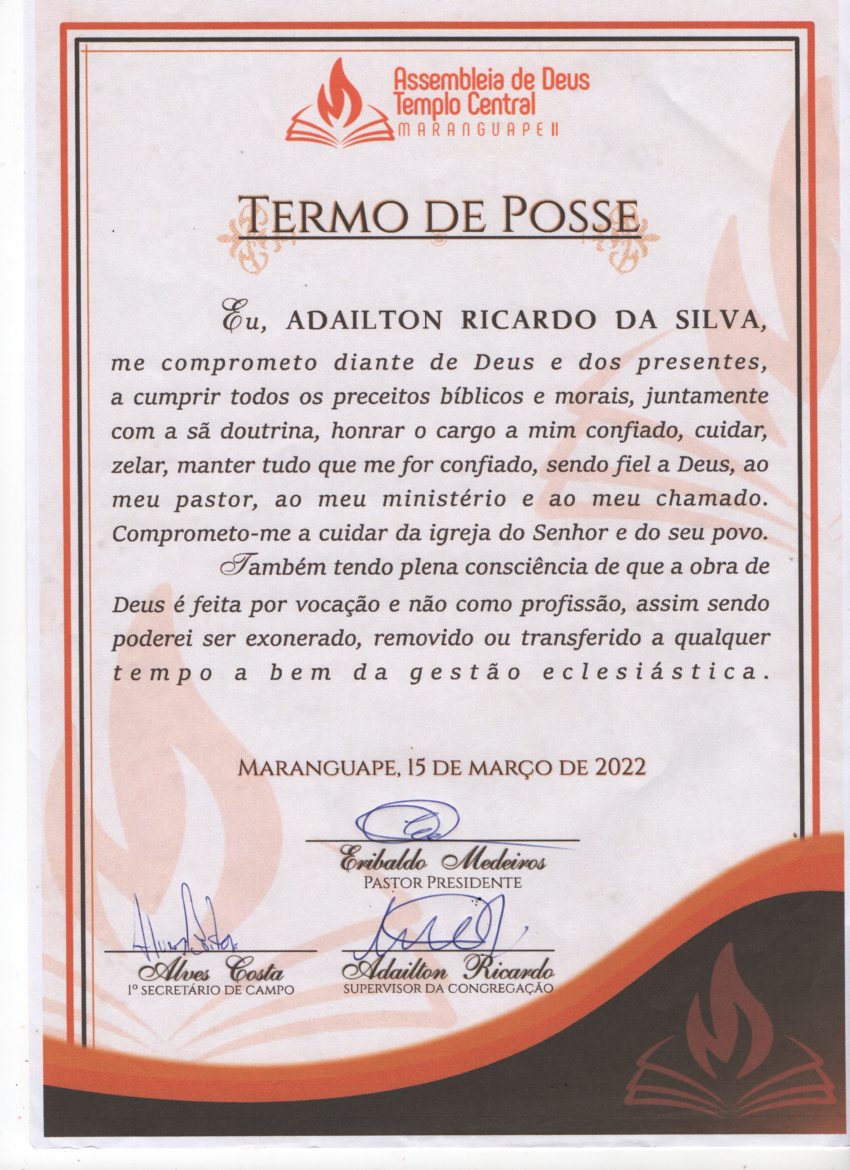 Assembleia de Deus
Templo Central
MARANGUAPE II
TERMO DE POSSE
Eu, ADAILTON RICARDO DA SILVA,
me comprometo diante de Deus e dos presentes,
a cumprir todos os preceitos bíblicos e morais, juntamente
com a sã doutrina, honrar o cargo a mim confiado, cuidar,
zelar, manter tudo que me for confiado, sendo fiel a Deus, ao
meu pastor, ao meu ministério e ao meu chamado.
Comprometo-me a cuidar da igreja do Senhor e do seu povo.
Também tendo plena consciência de que a obra de
Deus é feita por vocação e não como profissão, assim sendo
poderei ser exonerado, removido ou transferido a qualquer
tempo a bem da gestão eclesiástica.
MARANGUAPE, 15 DE MARÇO DE 2022
Eribaldo Medeiros
PASTOR PRESIDENTE
Alves Costa
1º SECRETÁRIO DE CAMPO
Adailton Ricardo
SUPERVISOR DA CONGREGAÇÃO